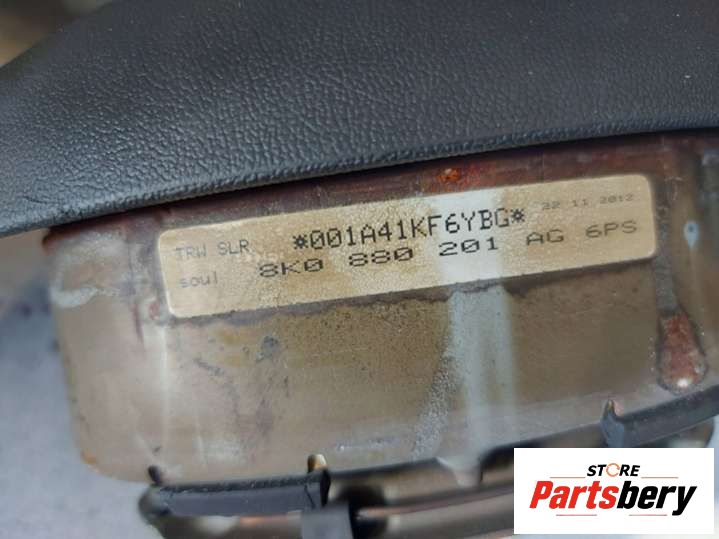 TRW SLR *001A41KF6YBG* 22 11 2012
soul 8K0 880 201 AG 6PS
STORE
Partsbery